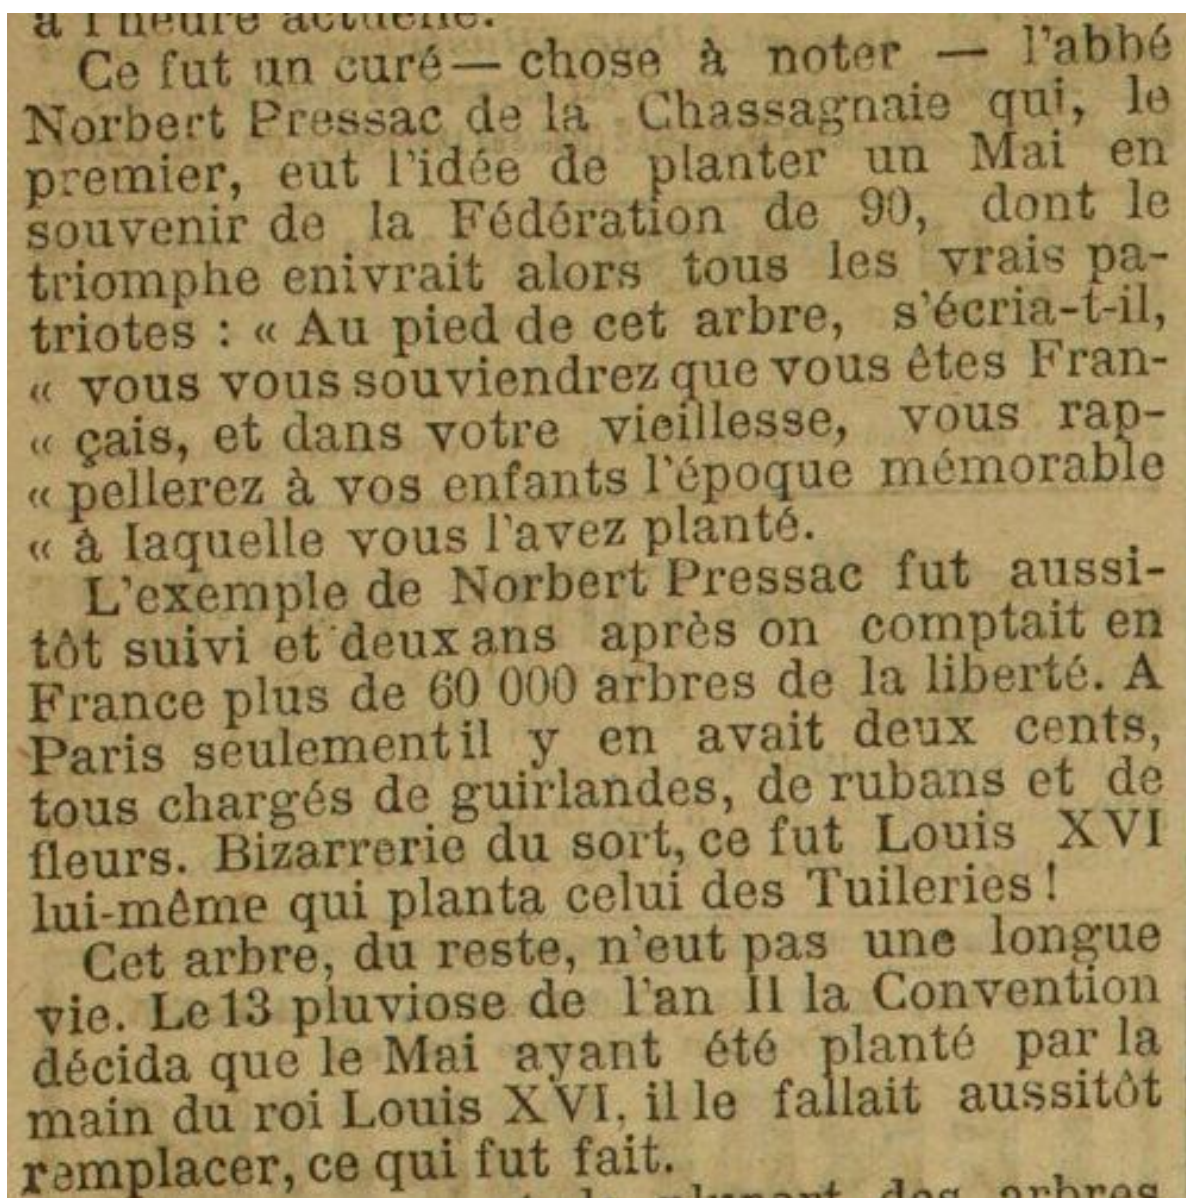 à l'heure actuelle.
Ce fut un curé — chose à noter — l'abbé
Norbert Pressac de la Chassagnaie qui, le
premier, eut l'idée de planter un Mai en
souvenir de la Fédération de 90, dont le
triomphe enivrait alors tous les vrais pa-
triotes : « Au pied de cet arbre, s'écria-t-il,
« vous vous souviendrez que vous êtes Fran-
« çais, et dans votre vieillesse, vous rap-
« pellerez à vos enfants l'époque mémorable
« à laquelle vous l'avez planté.
L'exemple de Norbert Pressac fut aussi-
tôt suivi et deux ans après on comptait en
France plus de 60 000 arbres de la liberté. A
Paris seulement il y en avait deux cents,
tous chargés de guirlandes, de rubans et de
fleurs. Bizarrerie du sort, ce fut Louis XVI
lui-même qui planta celui des Tuileries !
Cet arbre, du reste, n'eut pas une longue
vie. Le 13 pluviose de l'an II la Convention
décida que le Mai ayant été planté par la
main du roi Louis XVI, il le fallait aussitôt
remplacer, ce qui fut fait.
plupart des arbres